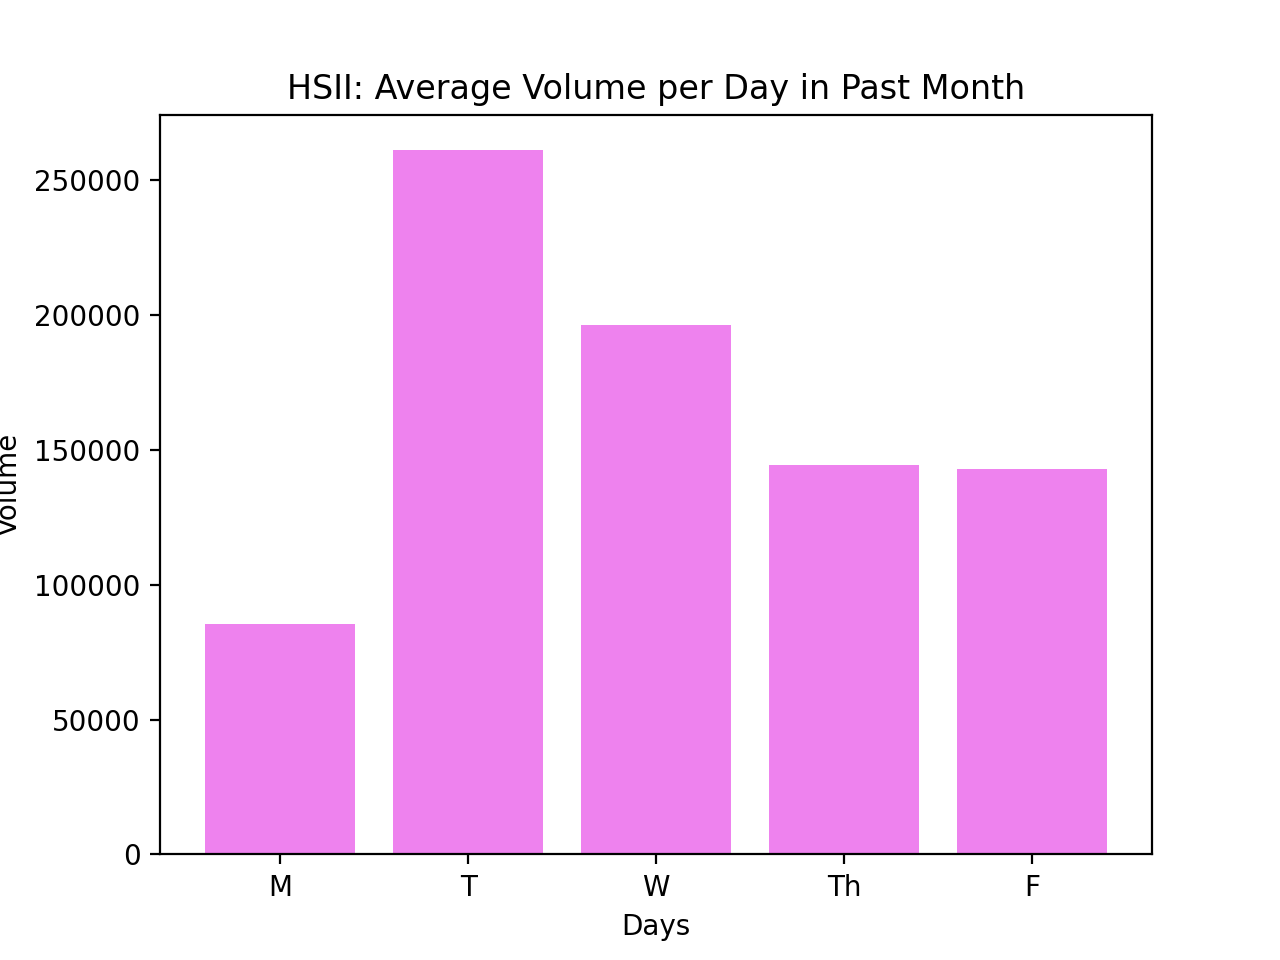 HSII: Average Volume per Day in Past Month
250000
200000
150000
100000
50000
0
Volume
M T W Th F
Days